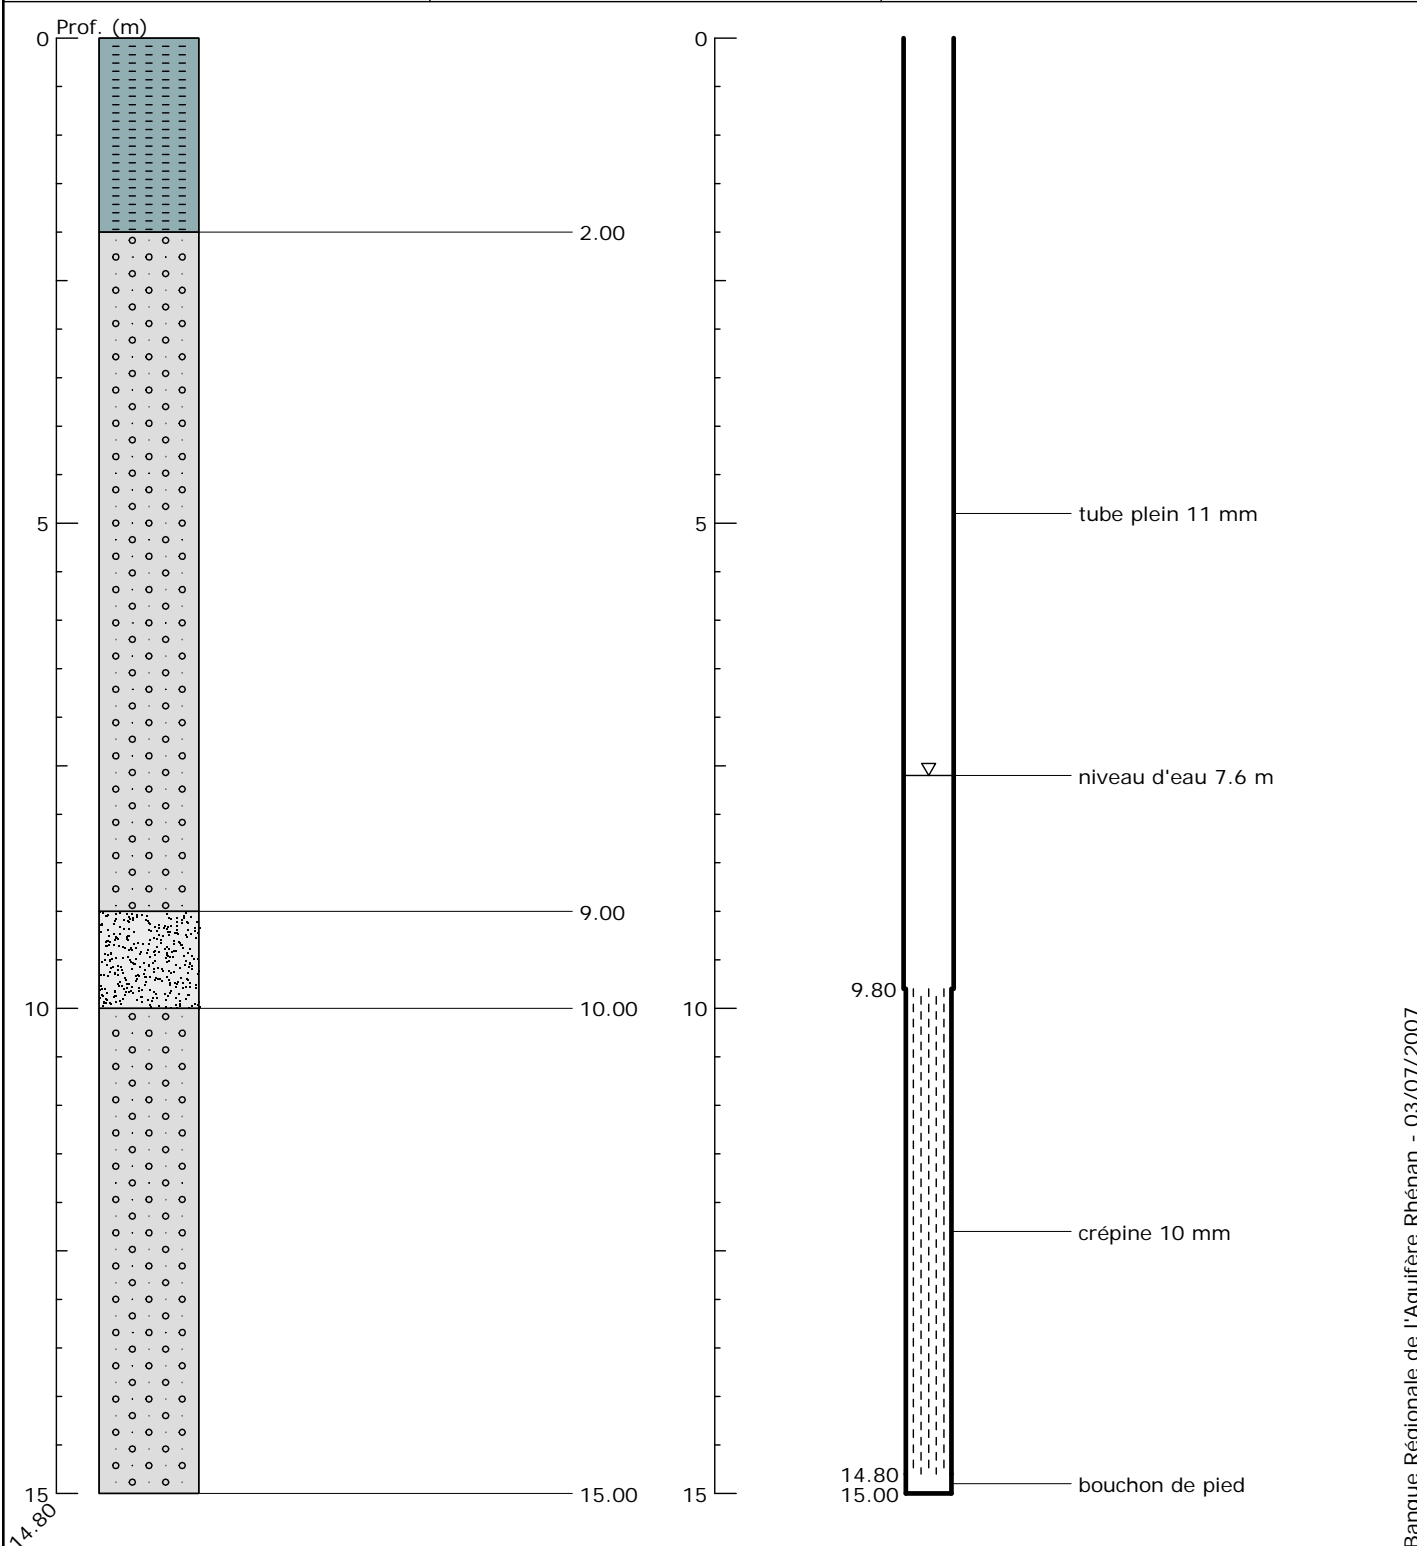 Prof. (m)
0
5
10
15
14.80
2.00
9.00
10.00
15.00
0
5
10
15
9.80
14.80
15.00
tube plein 11 mm
niveau d'eau 7.6 m
crépine 10 mm
bouchon de pied
Banque Régionale de l'Aquifère Rhénan - 03/07/2007